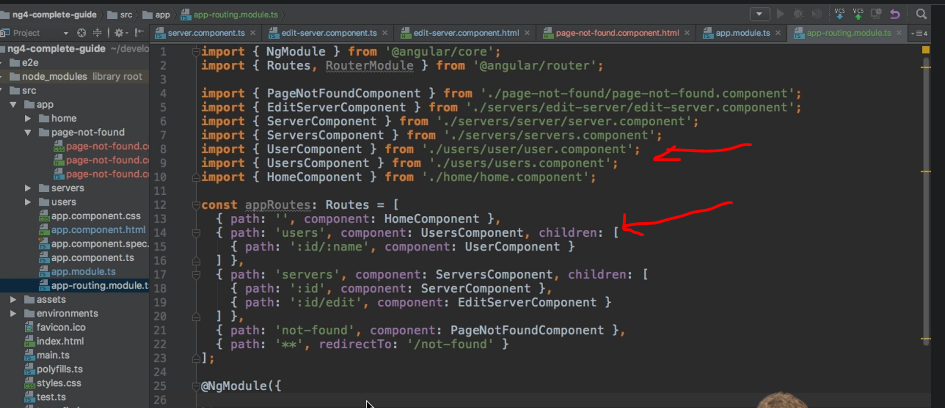 ng4-complete-guide src app app-routing.module.ts
server.component.ts edit-server.component.ts edit-server.component.html page-not-found.component.html app.module.ts app-routing.module.ts
ng4-complete-guide ~/develo
e2e
node_modules library root
src
app
home
page-not-found
page-not-found.co
page-not-found.co
page-not-found.c
servers
users
app.component.css
app.component.html
app.component.spec.
app.component.ts
app.module.ts
app-routing.module.t
assets
environments
favicon.ico
index.html
main.ts
polyfills.ts
styles.css
test.ts
1 import { NgModule } from '@angular/core';
2 import { Routes, RouterModule } from '@angular/router';
3
4 import { PageNotFoundComponent } from './page-not-found/page-not-found.component';
5 import { EditServerComponent } from './servers/edit-server/edit-server.component';
6 import { ServerComponent } from './servers/server/server.component';
7 import { ServersComponent } from './servers/servers.component';
8 import { UserComponent } from './users/user/user.component';
9 import { UsersComponent } from './users/users.component';
10 import { HomeComponent } from './home/home.component';
11
12 const appRoutes: Routes = [
13 { path: '', component: HomeComponent },
14 { path: 'users', component: UsersComponent, children: [
15 { path: ':id/:name', component: UserComponent }
16 ] },
17 { path: 'servers', component: ServersComponent, children: [
18 { path: ':id', component: ServerComponent },
19 { path: ':id/edit', component: EditServerComponent }
20 ] },
21 { path: 'not-found', component: PageNotFoundComponent },
22 { path: '**', redirectTo: '/not-found' }
23 ];
24
25 @NgModule({
26